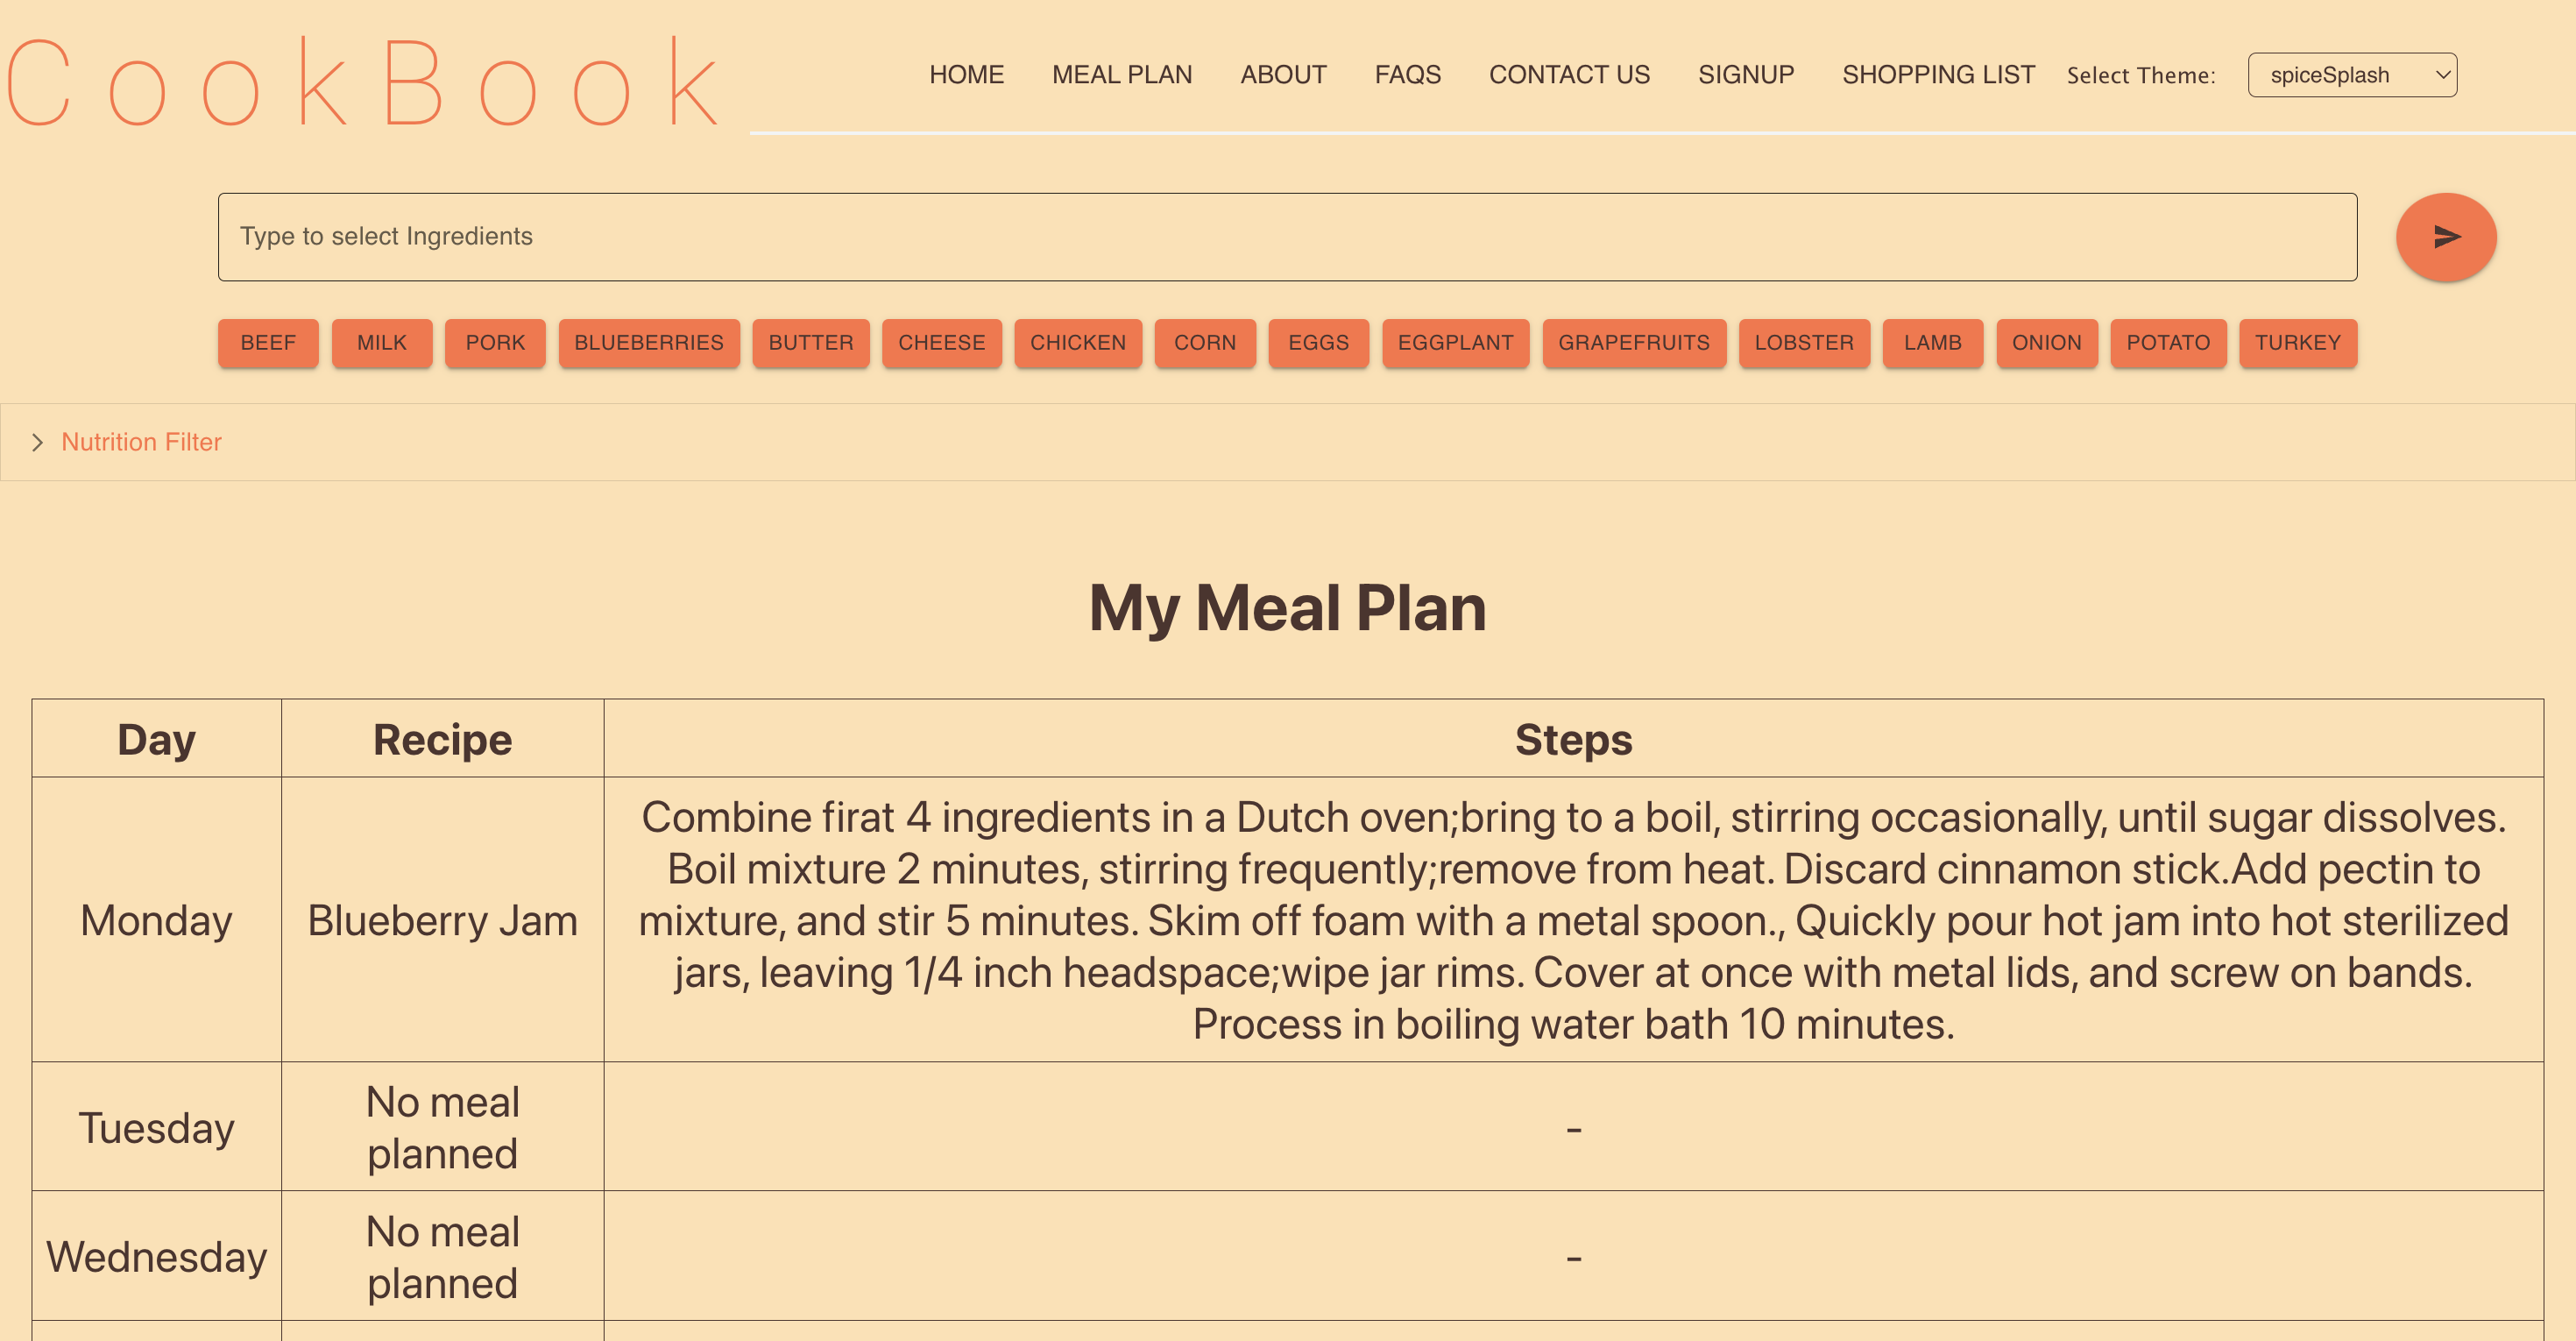 CookBook
HOME MEAL PLAN ABOUT FAQS CONTACT US SIGNUP SHOPPING LIST Select Theme: spiceSplash
Type to select Ingredients
BEEF MILK PORK BLUEBERRIES BUTTER CHEESE CHICKEN CORN EGGS EGGPLANT GRAPEFRUITS LOBSTER LAMB ONION POTATO TURKEY
Nutrition Filter
My Meal Plan
Day Recipe Steps
Monday Blueberry Jam
Combine firat 4 ingredients in a Dutch oven;bring to a boil, stirring occasionally, until sugar dissolves.
Boil mixture 2 minutes, stirring frequently;remove from heat. Discard cinnamon stick.Add pectin to
mixture, and stir 5 minutes. Skim off foam with a metal spoon., Quickly pour hot jam into hot sterilized
jars, leaving 1/4 inch headspace;wipe jar rims. Cover at once with metal lids, and screw on bands.
Process in boiling water bath 10 minutes.
Tuesday
No meal
planned
-
Wednesday
No meal
planned
-